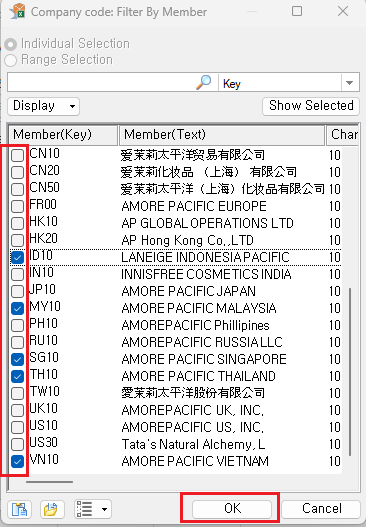 Company code: Filter By Member
Individual Selection
Range Selection
Key
Display
Show Selected
Member(Key) Member(Text) Char
CN10 爱茉莉太平洋贸易有限公司 10
CN20 爱茉莉化妆品 （上海） 有限公司 10
CN50 爱茉莉太平洋（上海）化妆品有限公司 10
FR00 AMORE PACIFIC EUROPE 10
HK10 AP GLOBAL OPERATIONS LTD 10
HK20 AP Hong Kong Co,.LTD 10
ID10 LANEIGE INDONESIA PACIFIC 10
IN10 INNISFREE COSMETICS INDIA 10
JP10 AMORE PACIFIC JAPAN 10
MY10 AMORE PACIFIC MALAYSIA 10
PH10 AMOREPACIFIC Phillipines 10
RU10 AMOREPACIFIC RUSSIA LLC 10
SG10 AMORE PACIFIC SINGAPORE 10
TH10 AMORE PACIFIC THAILAND 10
TW10 愛茉莉太平洋股份有限公司 10
UK10 AMOREPACIFIC UK, INC. 10
US10 AMOREPACIFIC US, INC. 10
US30 Tata's Natural Alchemy, L 10
VN10 AMORE PACIFIC VIETNAM 10
OK
Cancel